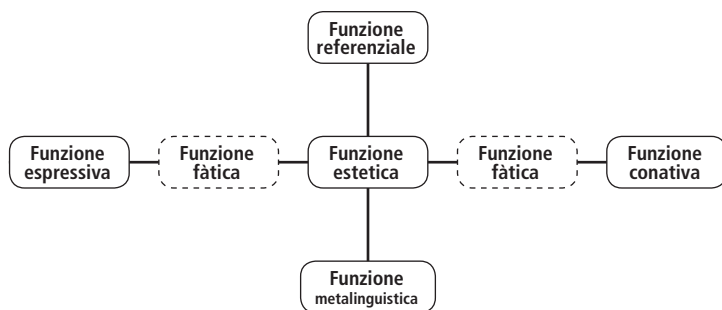 Funzione
referenziale
Funzione
espressiva
Funzione
fàtica
Funzione
estetica
Funzione
fàtica
Funzione
conativa
Funzione
metalinguistica